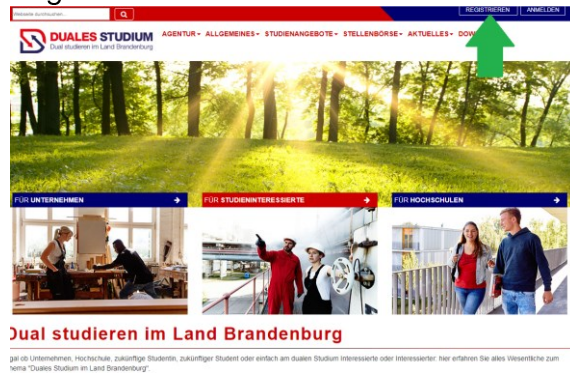 Webseite durchsuchen...
REGISTRIEREN ANMELDEN
DUALES STUDIUM
Dual studieren im Land Brandenburg
AGENTUR ALLGEMEINES STUDIENANGEBOTE STELLENBÖRSE AKTUELLES
FÜR UNTERNEHMEN
FÜR STUDIENINTERESSIERTE
FÜR HOCHSCHULEN
Dual studieren im Land Brandenburg
gal ob Unternehmen, Hochschule, zukünftige Studentin, zukünftiger Student oder einfach am dualen Studium Interessierte oder Interessierter: hier erfahren Sie alles Wesentliche zum
hema "Duales Studium im Land Brandenburg".